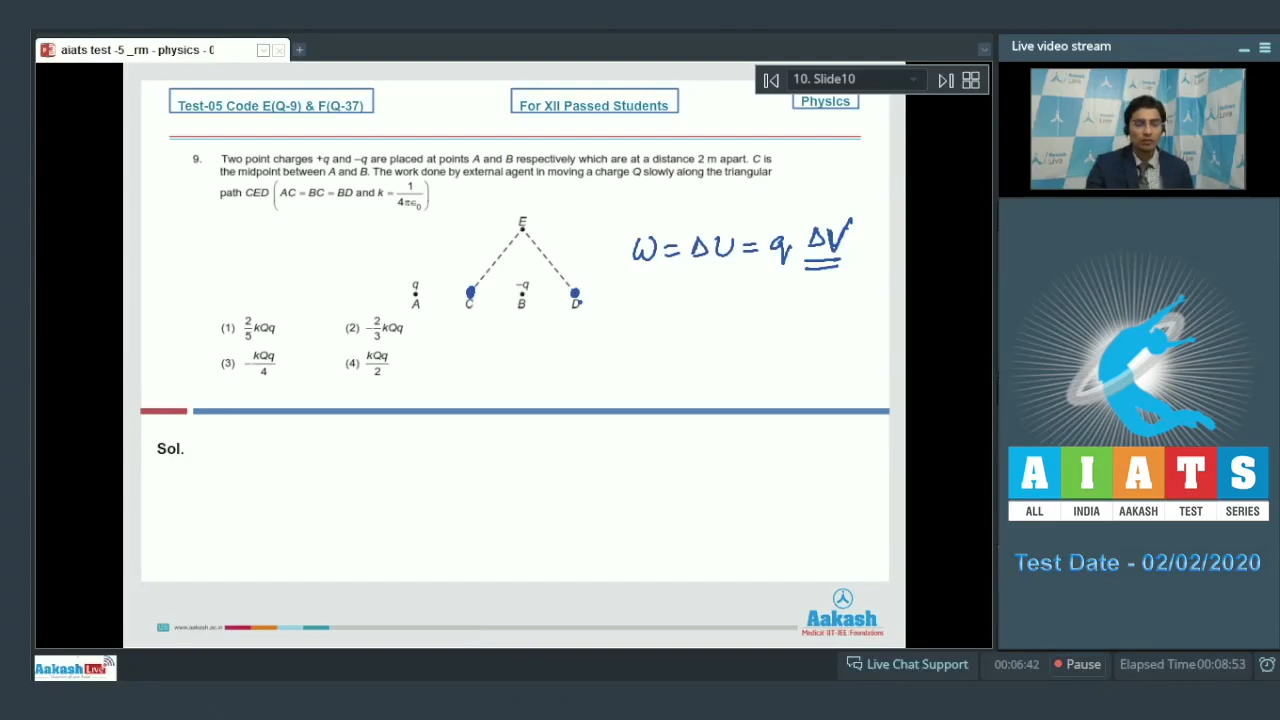 aiats test -5 _rm - physics - 0
Live video stream
10. Slide10
Test-05 Code E(Q-9) & F(Q-37)
For XII Passed Students
Physics
9. Two point charges +q and –q are placed at points A and B respectively which are at a distance 2 m apart. C is
the midpoint between A and B. The work done by external agent in moving a charge Q slowly along the triangular
path CED (AC = BC = BD and k = 1/4πε₀)
E
W = ΔU = q ΔV
q
–q
A
C
B
D
(1) 2/5 kQq
(2) –2/3 kQq
(3) –kQq/4
(4) kQq/2
Sol.
AIATS
ALL INDIA AAKASH TEST SERIES
Test Date - 02/02/2020
www.aakash.ac.in
Aakash
Medical|IIT-JEE|Foundations
Aakash Live
Live Chat Support
00:06:42
Pause
Elapsed Time 00:08:53